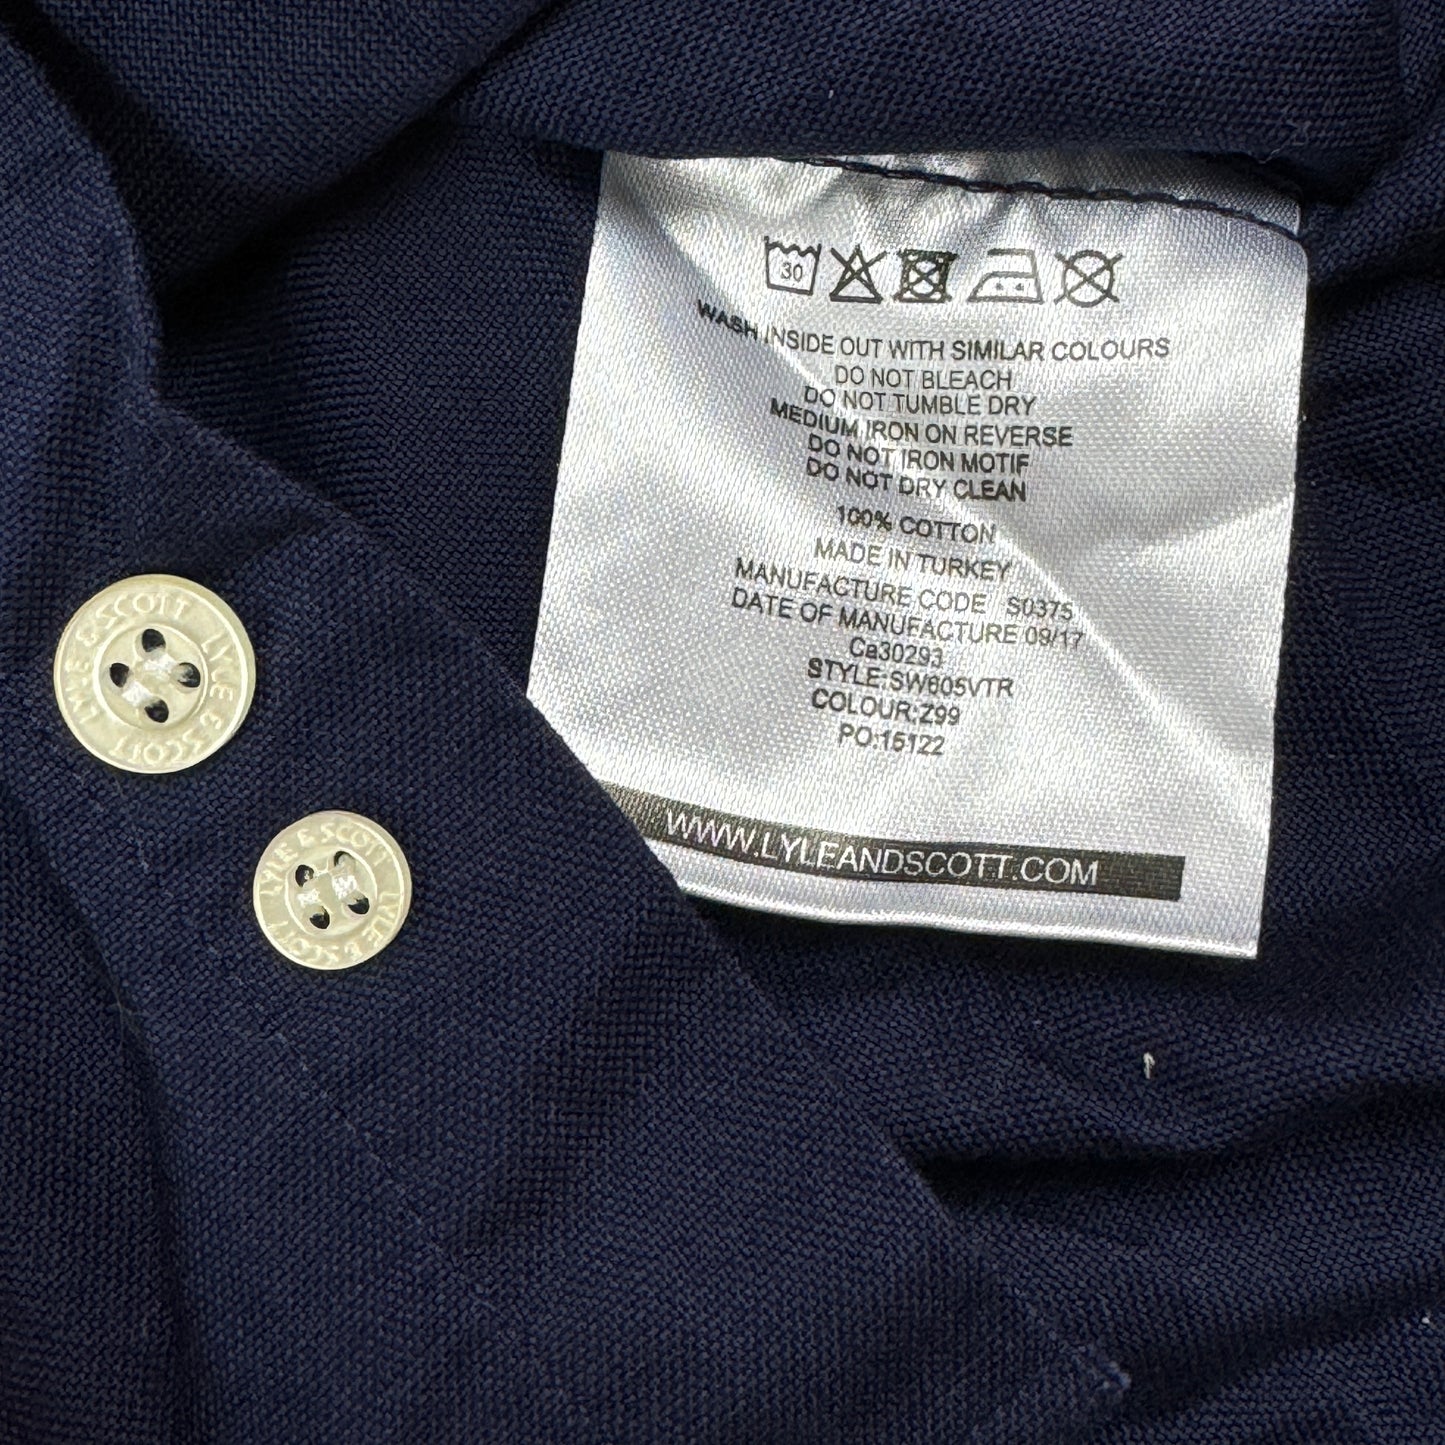 30
WASH INSIDE OUT WITH SIMILAR COLOURS
DO NOT BLEACH
DO NOT TUMBLE DRY
MEDIUM IRON ON REVERSE
DO NOT IRON MOTIF
DO NOT DRY CLEAN
100% COTTON
MADE IN TURKEY
MANUFACTURE CODE S0375
DATE OF MANUFACTURE 09/17
Ca30293
STYLE:SW605VTR
COLOUR:Z99
PO:15122
WWW.LYLEANDSCOTT.COM
LYLE & SCOTT LYLE & SCOTT
LYLE & SCOTT LYLE & SCOTT